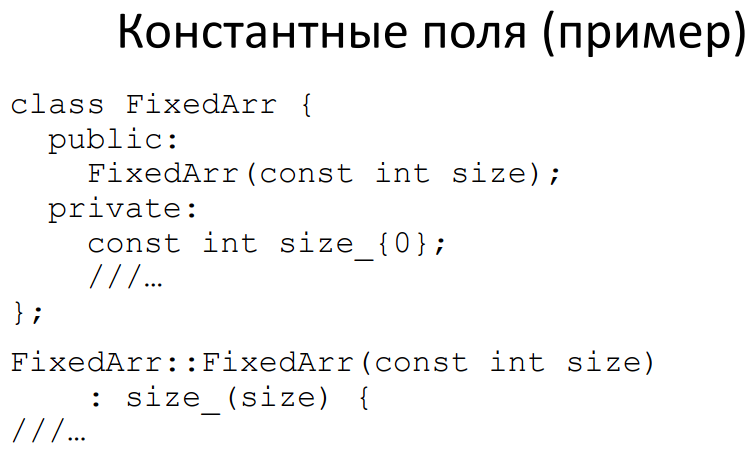 Константные поля (пример)
class FixedArr {
  public:
    FixedArr(const int size);
  private:
    const int size_{0};
    ///…
};
FixedArr::FixedArr(const int size)
    : size_(size) {
///…